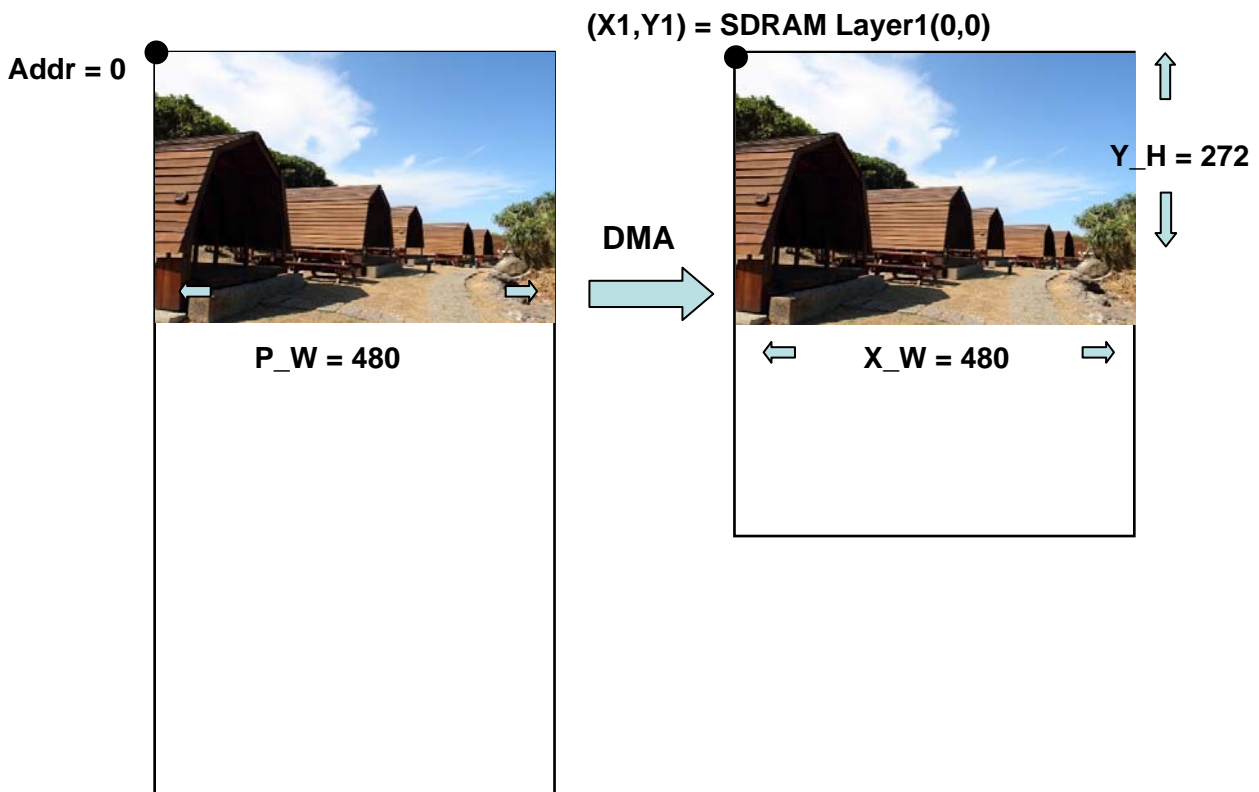 (X1,Y1) = SDRAM Layer1(0,0)
Addr = 0
Y_H = 272
DMA
P_W = 480
X_W = 480